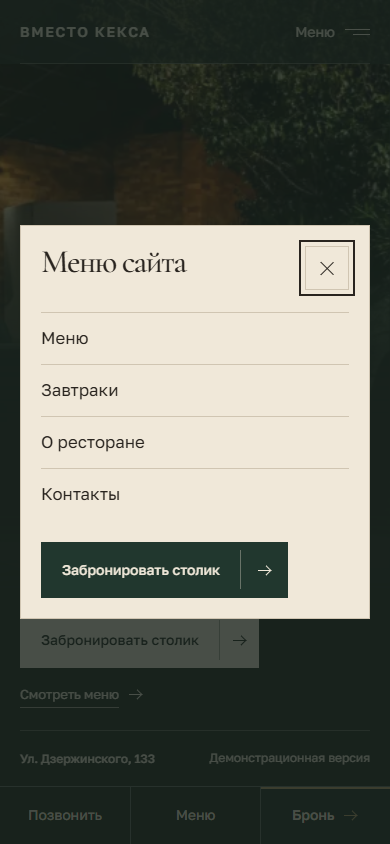 ВМЕСТО КЕКСА
Меню
Меню сайта
Меню
Завтраки
О ресторане
Контакты
Забронировать столик
Забронировать столик
Смотреть меню
Ул. Дзержинского, 133
Демонстрационная версия
Позвонить
Меню
Бронь